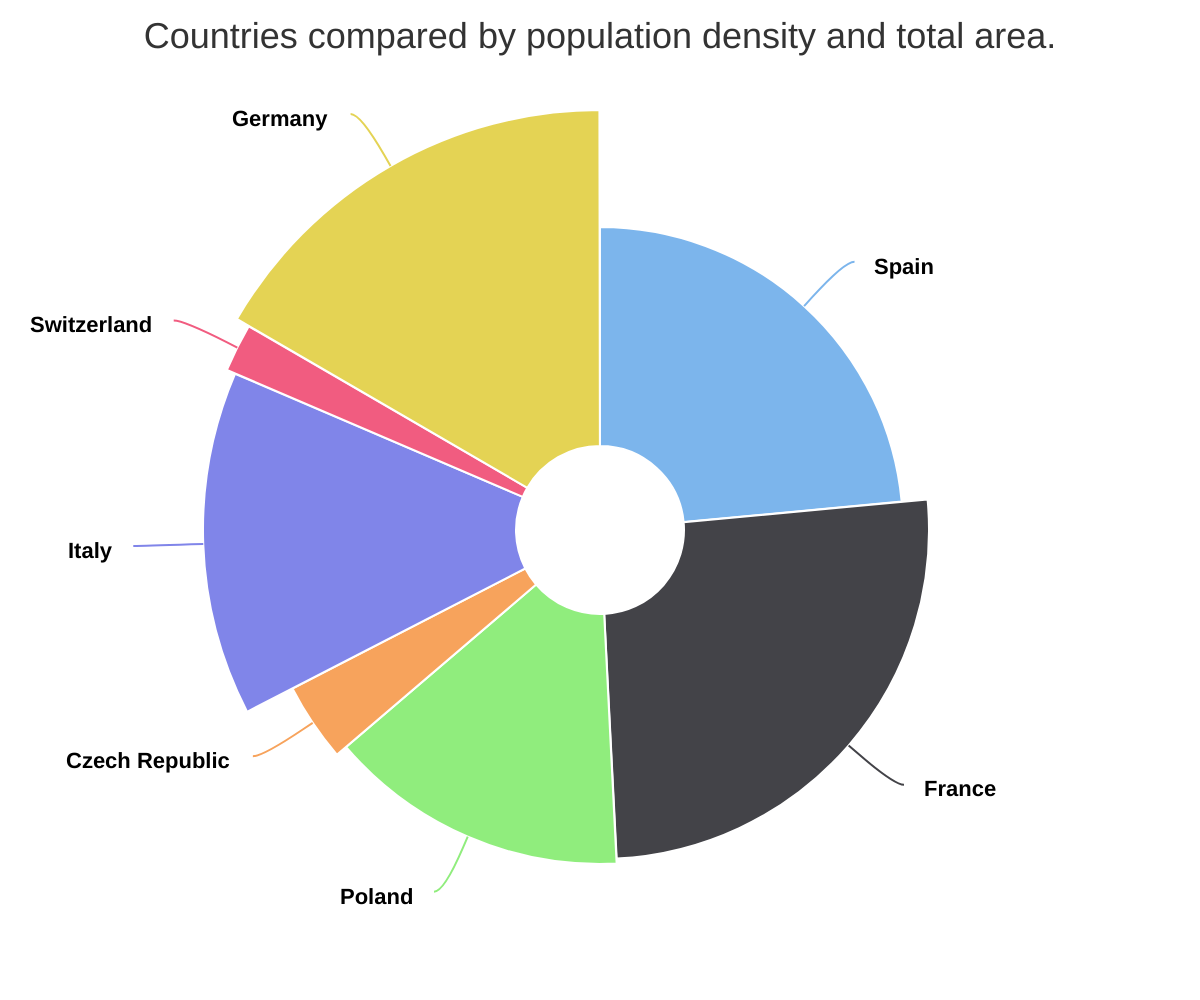 Countries compared by population density and total area.
Germany
Spain
Switzerland
Italy
Czech Republic
France
Poland